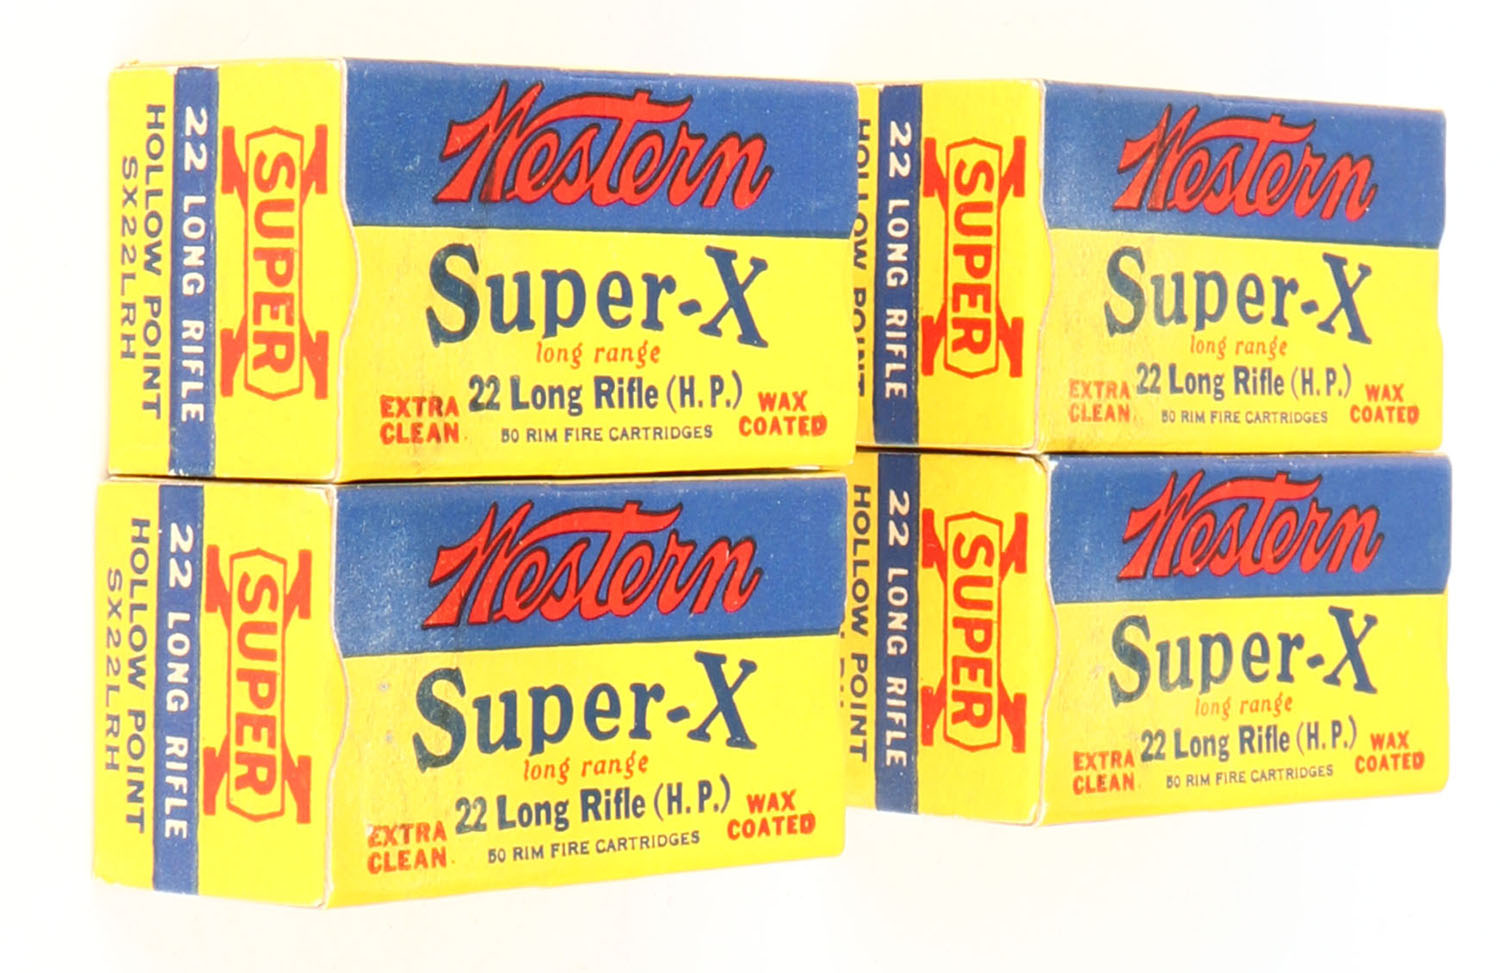 HOLLOW POINT
SX22LRH
22 LONG RIFLE
SUPER
X
Western
Super-X
long range
22 Long Rifle (H.P.)
EXTRA
CLEAN
50 RIM FIRE CARTRIDGES
WAX
COATED
HOLLOW POINT
22 LONG RIFLE
SUPER
X
Western
Super-X
long range
22 Long Rifle (H.P.)
EXTRA
CLEAN
50 RIM FIRE CARTRIDGES
WAX
COATED
HOLLOW POINT
SX22LRH
22 LONG RIFLE
SUPER
X
Western
Super-X
long range
22 Long Rifle (H.P.)
EXTRA
CLEAN
50 RIM FIRE CARTRIDGES
WAX
COATED
HOLLOW POINT
22 LONG RIFLE
SUPER
X
Western
Super-X
long range
22 Long Rifle (H.P.)
EXTRA
CLEAN
50 RIM FIRE CARTRIDGES
WAX
COATED